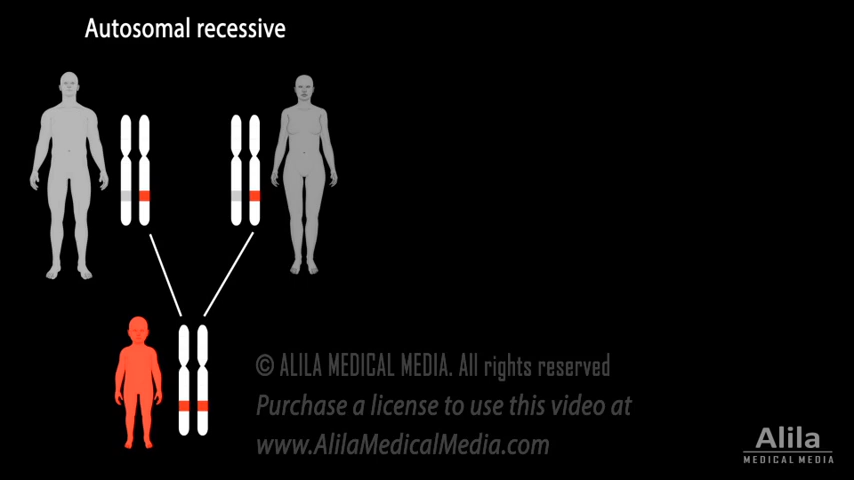 Autosomal recessive
© ALILA MEDICAL MEDIA. All rights reserved
Purchase a license to use this video at
www.AlilaMedicalMedia.com
Alila
MEDICAL MEDIA